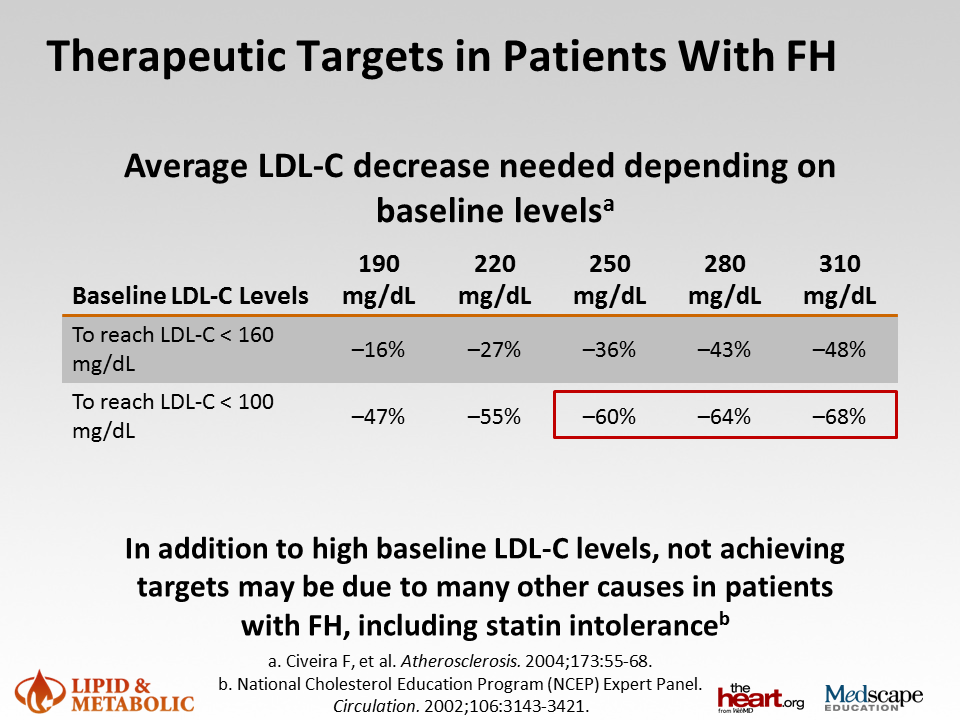 Therapeutic Targets in Patients With FH
Average LDL-C decrease needed depending on
baseline levelsᵃ
190 220 250 280 310
Baseline LDL-C Levels mg/dL mg/dL mg/dL mg/dL mg/dL
To reach LDL-C < 160
mg/dL
–16% –27% –36% –43% –48%
To reach LDL-C < 100
mg/dL
–47% –55% –60% –64% –68%
In addition to high baseline LDL-C levels, not achieving
targets may be due to many other causes in patients
with FH, including statin intoleranceᵇ
a. Civeira F, et al. Atherosclerosis. 2004;173:55-68.
b. National Cholesterol Education Program (NCEP) Expert Panel.
Circulation. 2002;106:3143-3421.
LIPID &
METABOLIC
the
heart.org
from WebMD
Medscape
EDUCATION